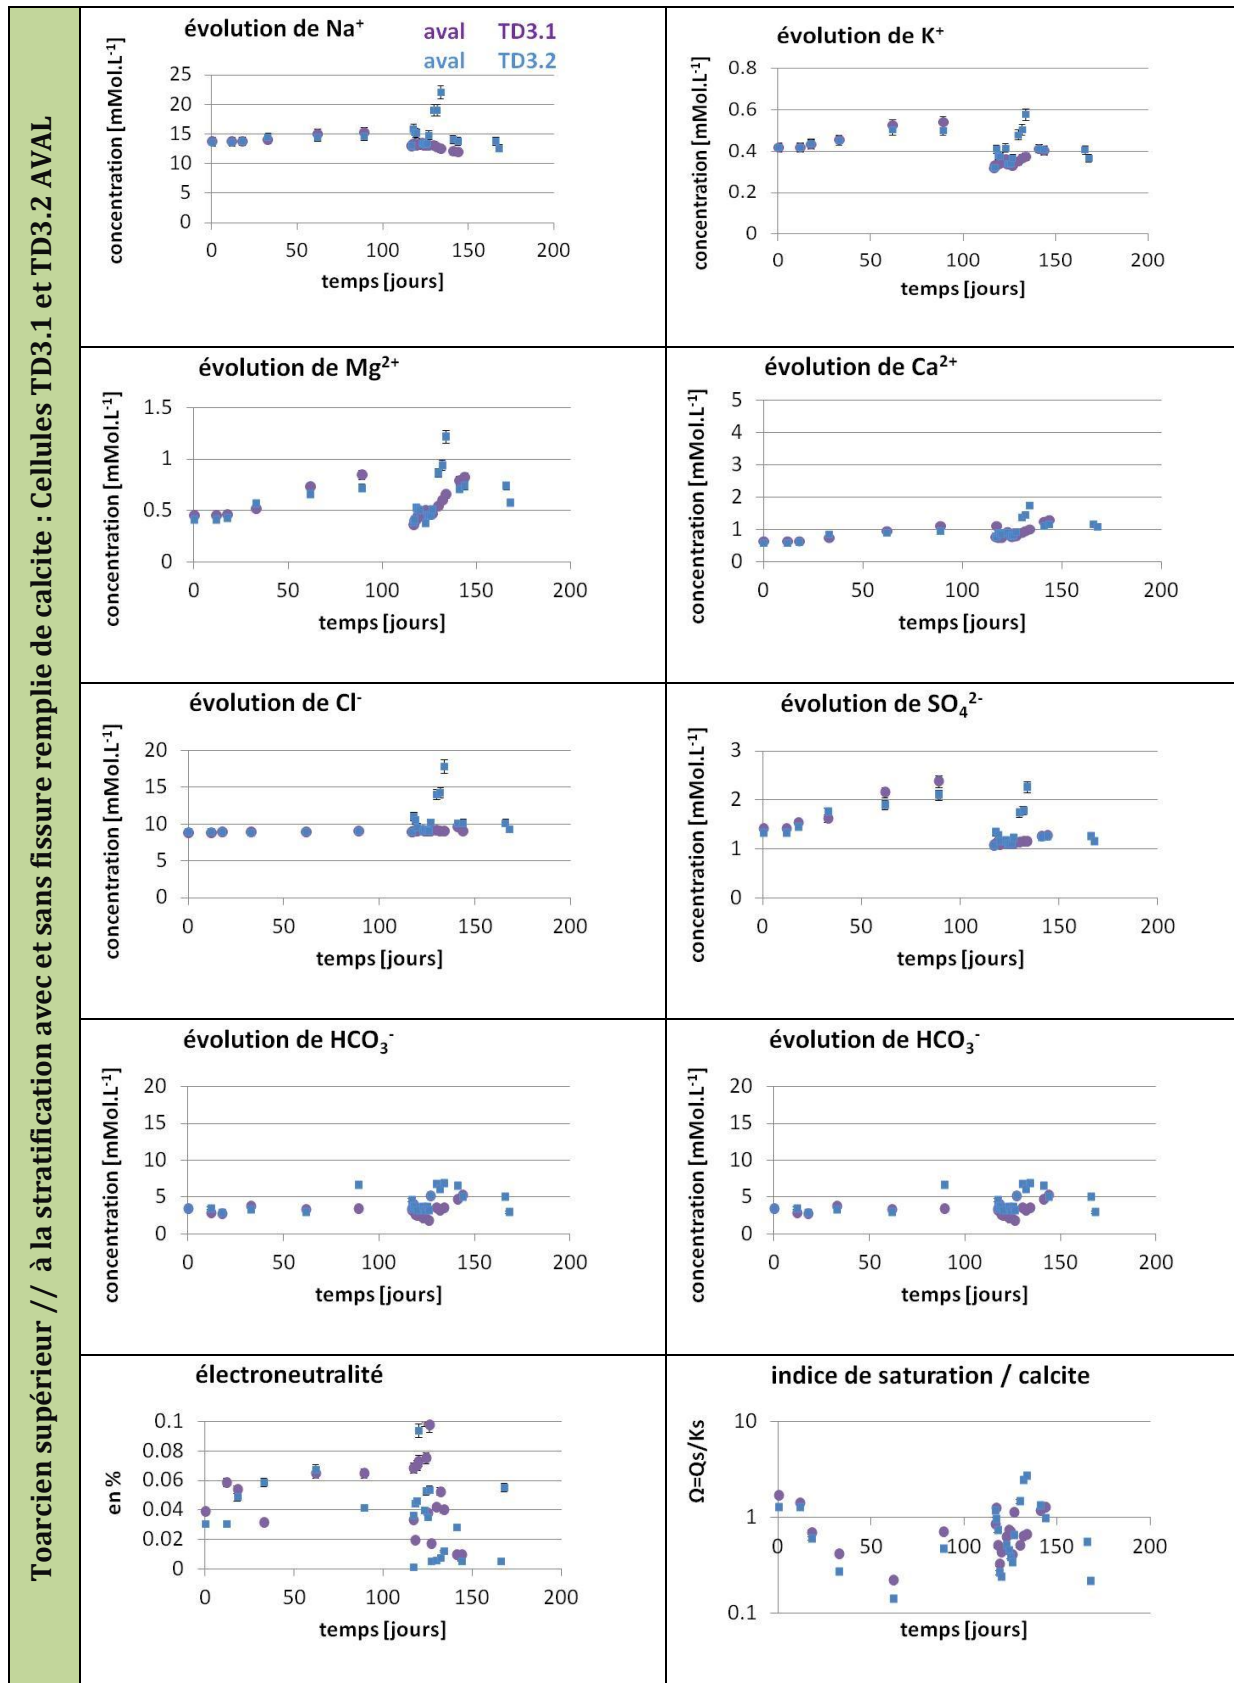 Toarcien supérieur // à la stratification avec et sans fissure remplie de calcite : Cellules TD3.1 et TD3.2 AVAL
évolution de Na⁺
aval TD3.1
aval TD3.2
concentration [mMol.L⁻¹]
25
20
15
10
5
0
0 50 100 150 200
temps [jours]
évolution de K⁺
concentration [mMol.L⁻¹]
0.8
0.6
0.4
0.2
0
0 50 100 150 200
temps [jours]
évolution de Mg²⁺
concentration [mMol.L⁻¹]
1.5
1
0.5
0
0 50 100 150 200
temps [jours]
évolution de Ca²⁺
concentration [mMol.L⁻¹]
5
4
3
2
1
0
0 50 100 150 200
temps [jours]
évolution de Cl⁻
concentration [mMol.L⁻¹]
20
15
10
5
0
0 50 100 150 200
temps [jours]
évolution de SO₄²⁻
concentration [mMol.L⁻¹]
3
2
1
0
0 50 100 150 200
temps [jours]
évolution de HCO₃⁻
concentration [mMol.L⁻¹]
20
15
10
5
0
0 50 100 150 200
temps [jours]
évolution de HCO₃⁻
concentration [mMol.L⁻¹]
20
15
10
5
0
0 50 100 150 200
temps [jours]
électroneutralité
en %
0.1
0.08
0.06
0.04
0.02
0
0 50 100 150 200
temps [jours]
indice de saturation / calcite
Ω=Qs/Ks
10
1
0 50 100 150 200
0.1
temps [jours]